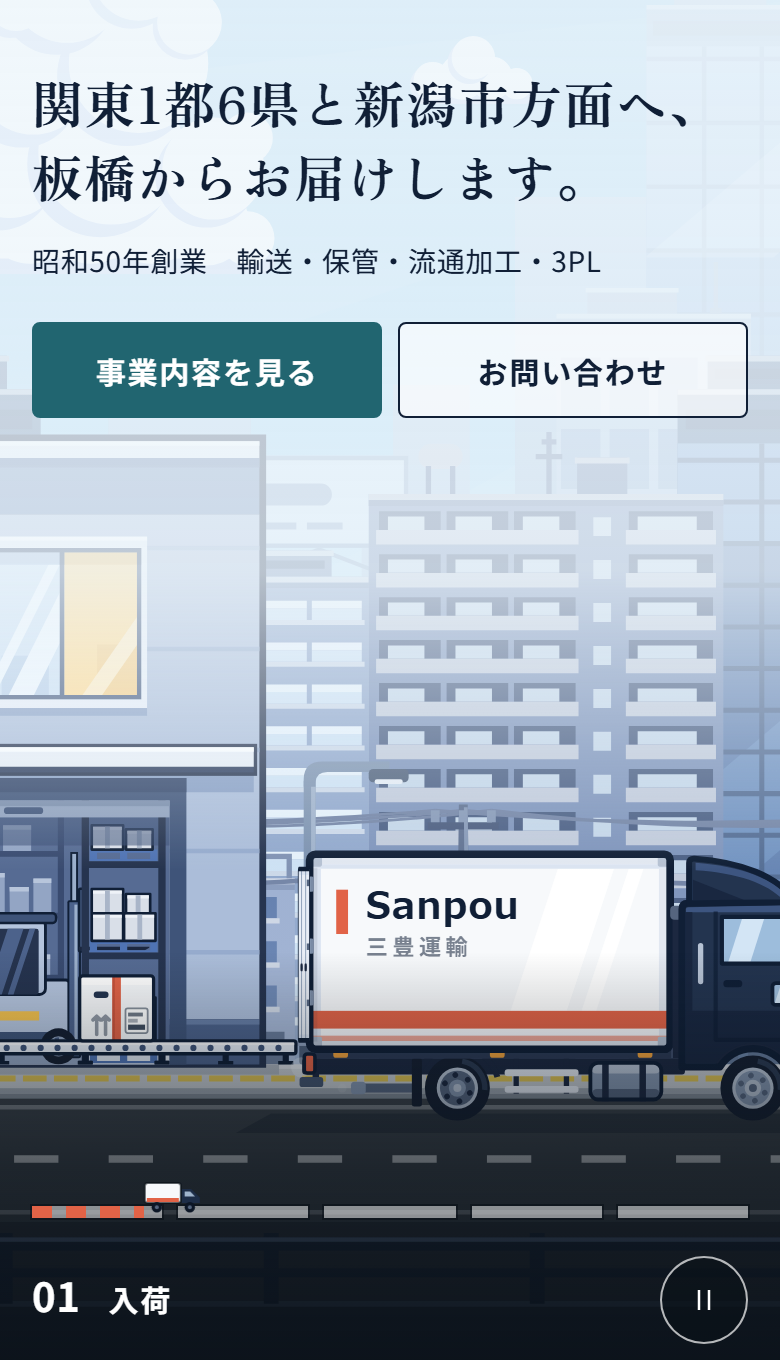 関東1都6県と新潟市方面へ、
板橋からお届けします。
昭和50年創業　輸送・保管・流通加工・3PL
事業内容を見る
お問い合わせ
Sanpou
三豊運輸
01 入荷